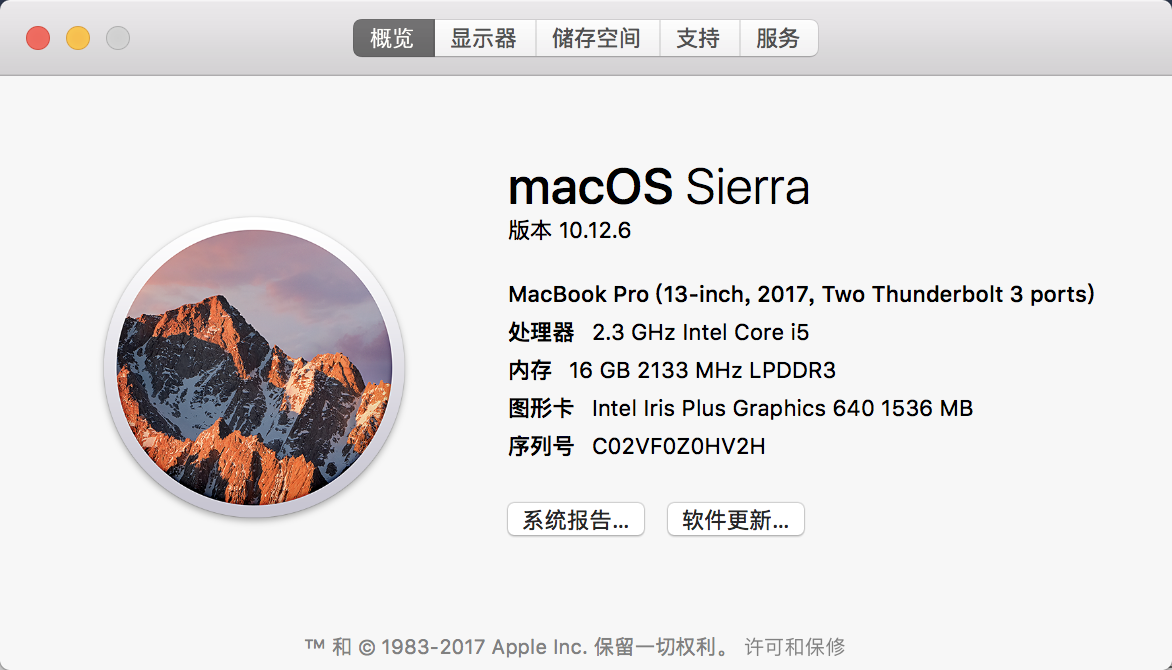 概览 显示器 储存空间 支持 服务
macOS Sierra
版本 10.12.6
MacBook Pro (13-inch, 2017, Two Thunderbolt 3 ports)
处理器 2.3 GHz Intel Core i5
内存 16 GB 2133 MHz LPDDR3
图形卡 Intel Iris Plus Graphics 640 1536 MB
序列号 C02VF0Z0HV2H
系统报告... 软件更新...
™ 和 © 1983-2017 Apple Inc. 保留一切权利。 许可和保修